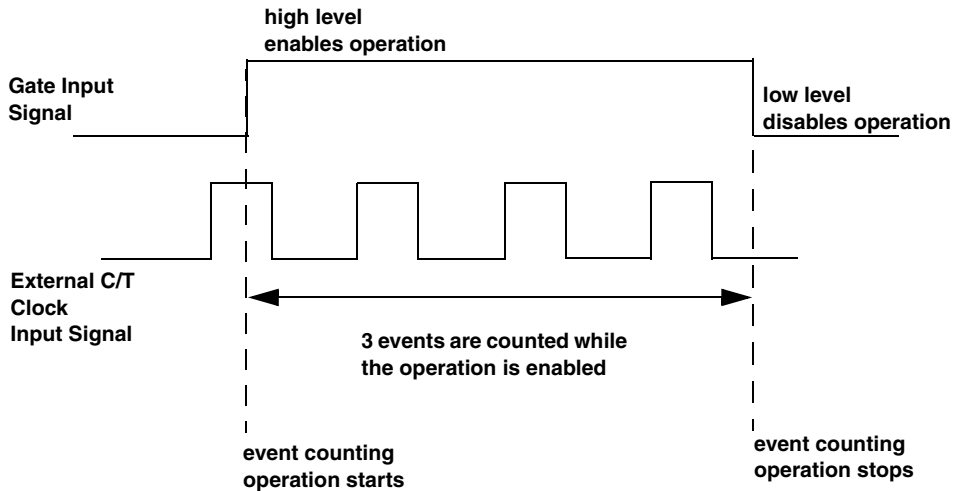 high level
enables operation
Gate Input
Signal
low level
disables operation
External C/T
Clock
Input Signal
3 events are counted while
the operation is enabled
event counting
operation starts
event counting
operation stops